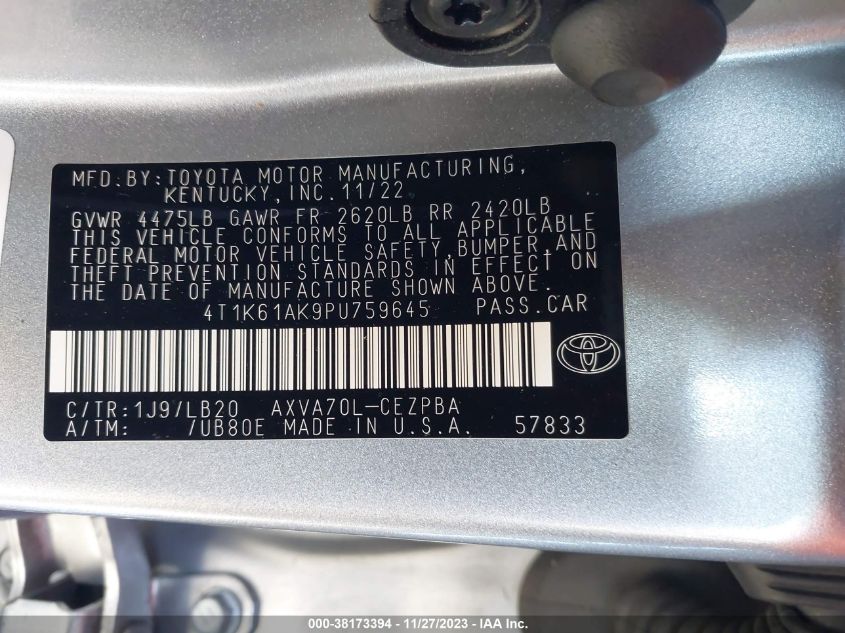 MFD.BY:TOYOTA MOTOR MANUFACTURING,
KENTUCKY,INC.11/22
GVWR 4475LB GAWR FR 2620LB RR 2420LB
THIS VEHICLE CONFORMS TO ALL APPLICABLE
FEDERAL MOTOR VEHICLE SAFETY,BUMPER,AND
THEFT PREVENTION STANDARDS IN EFFECT ON
THE DATE OF MANUFACTURE SHOWN ABOVE.
4T1K61AK9PU759645 PASS.CAR
C/TR:1J9/LB20 AXVA70L-CEZPBA
A/TM: /UB80E MADE IN U.S.A. 57833
000-38173394 - 11/27/2023 - IAA Inc.